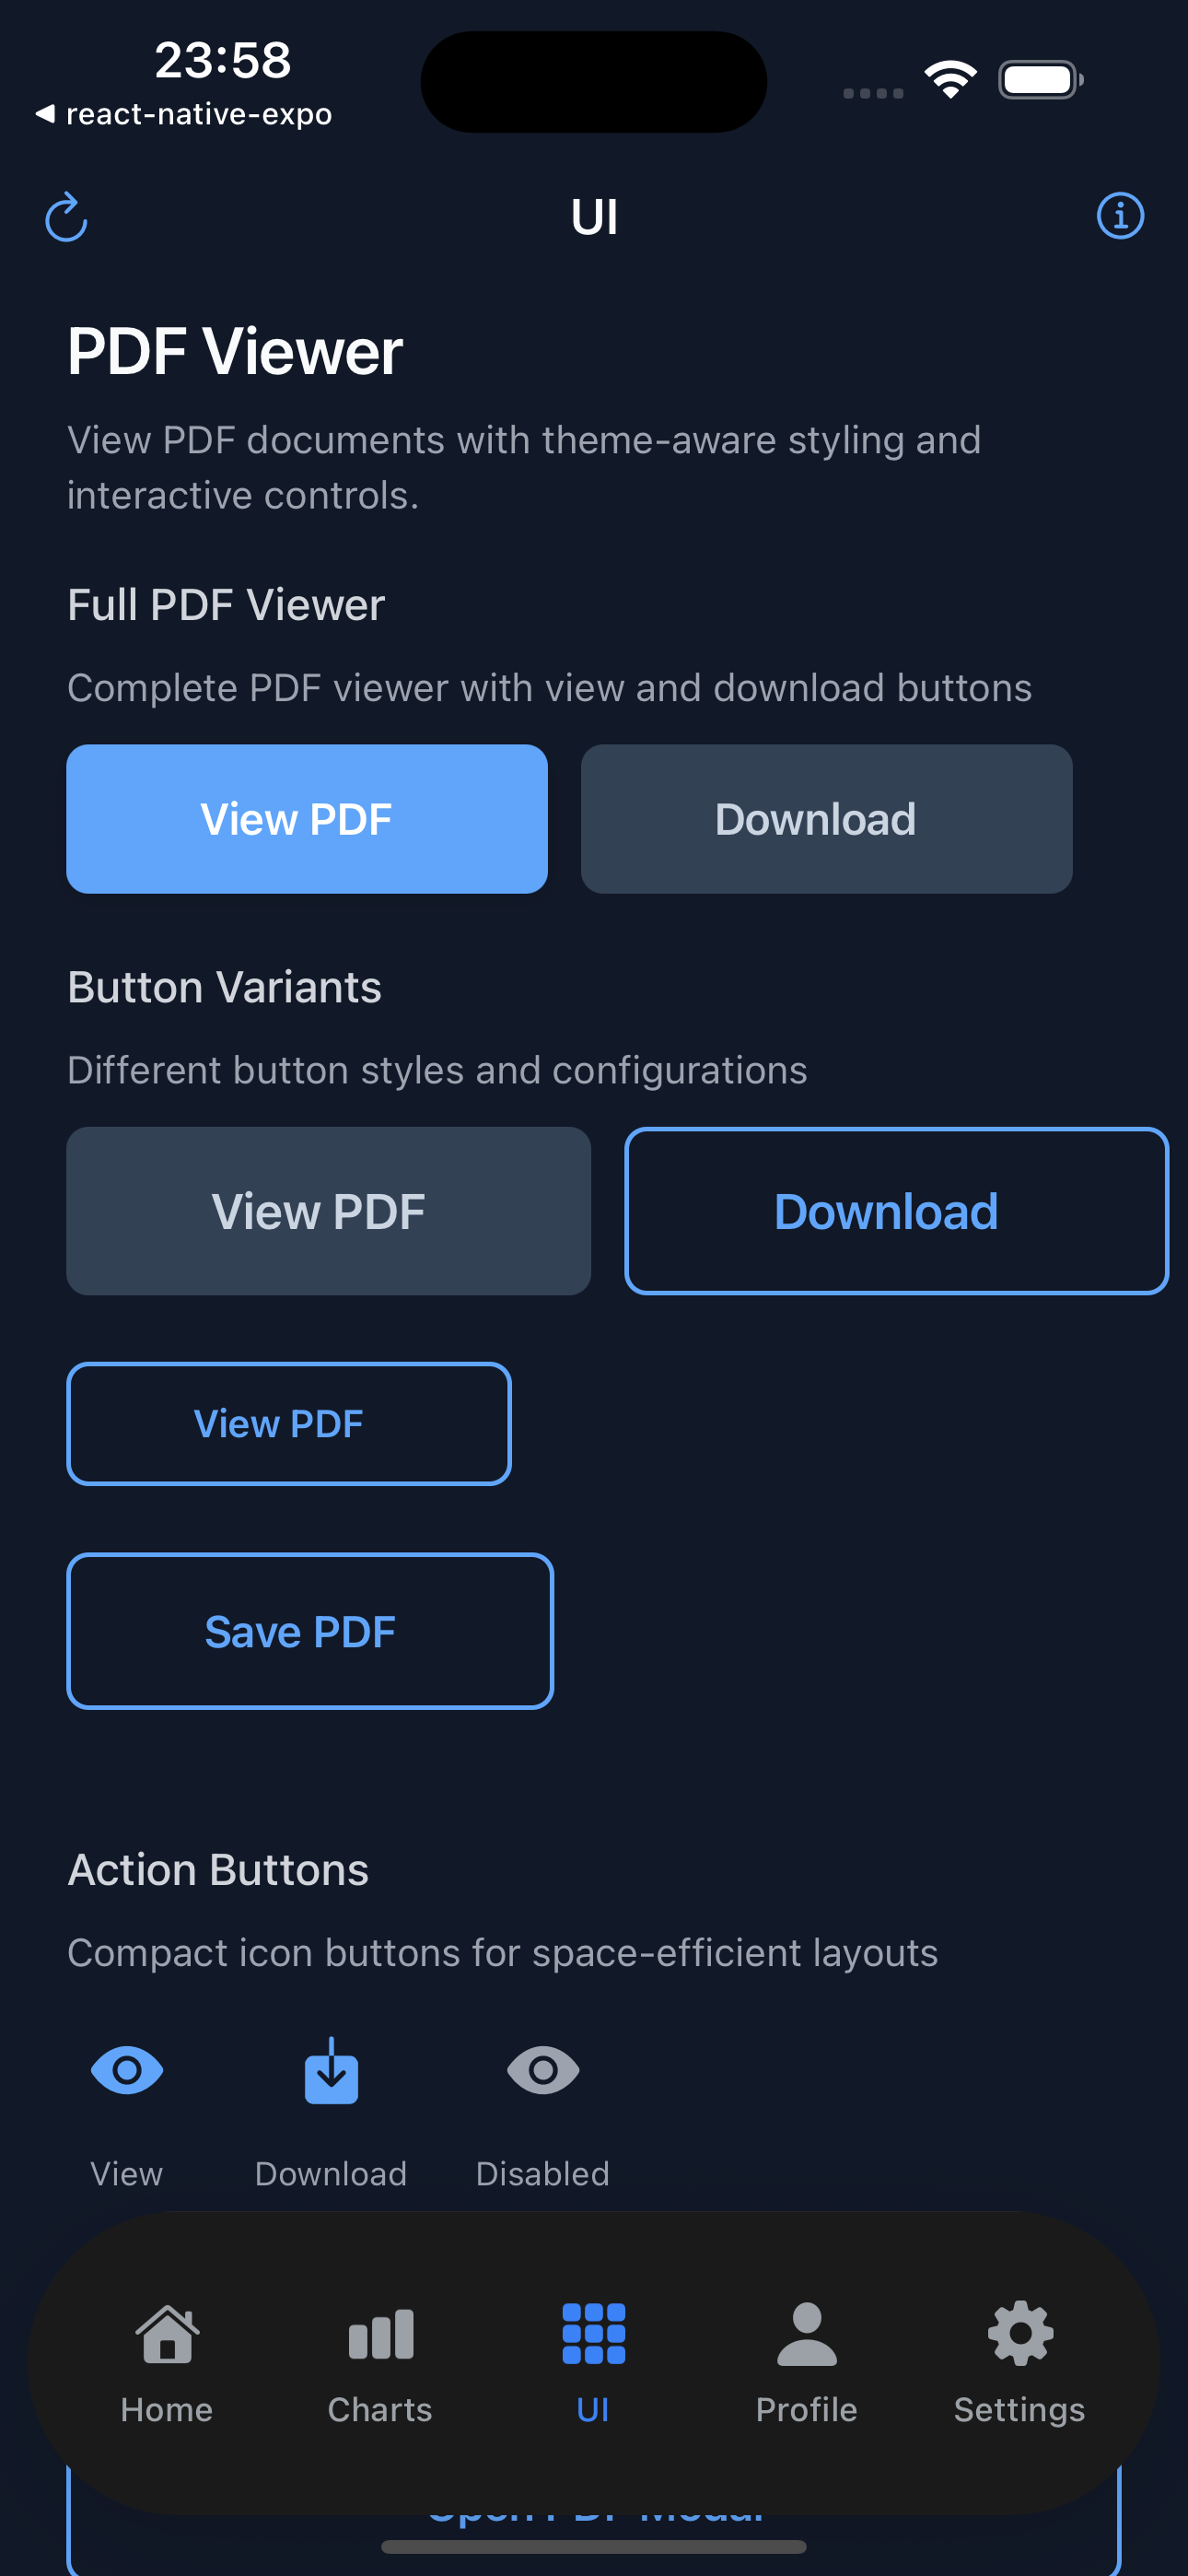 23:58
react-native-expo
UI
PDF Viewer
View PDF documents with theme-aware styling and
interactive controls.
Full PDF Viewer
Complete PDF viewer with view and download buttons
View PDF
Download
Button Variants
Different button styles and configurations
View PDF
Download
View PDF
Save PDF
Action Buttons
Compact icon buttons for space-efficient layouts
View
Download
Disabled
Home
Charts
UI
Profile
Settings
Open PDF Modal